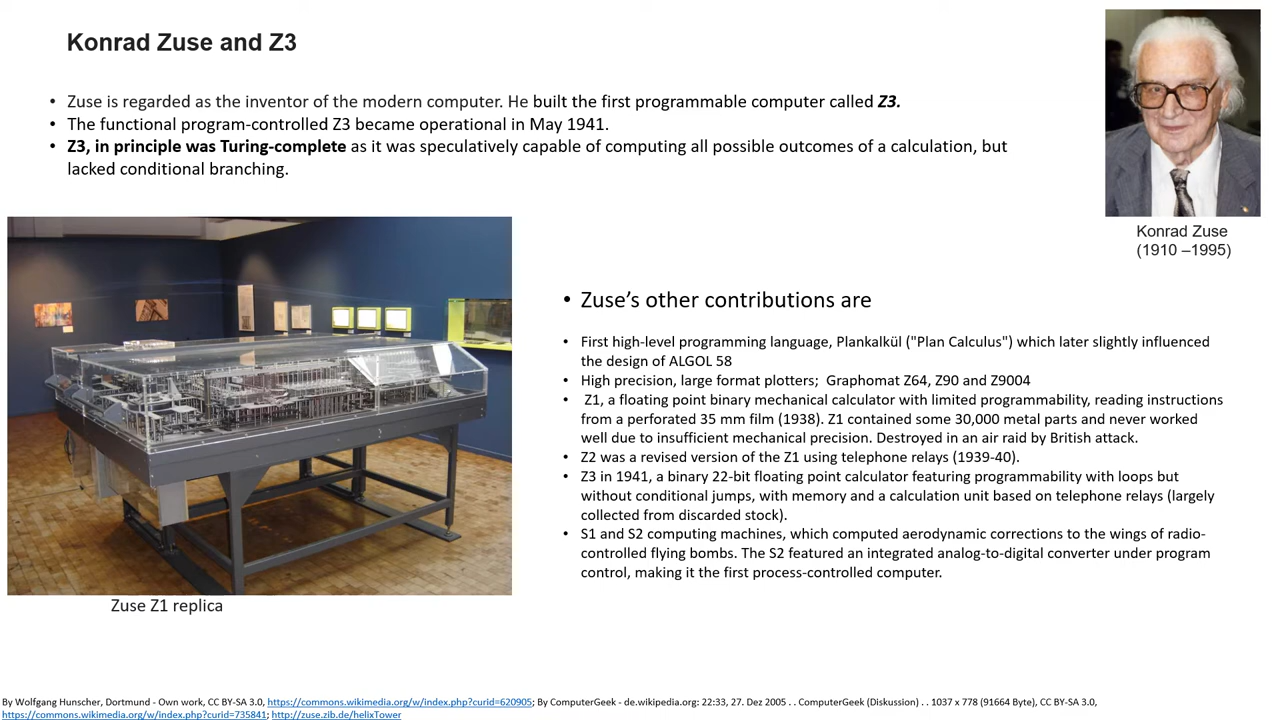 Konrad Zuse and Z3
• Zuse is regarded as the inventor of the modern computer. He built the first programmable computer called Z3.
• The functional program-controlled Z3 became operational in May 1941.
• Z3, in principle was Turing-complete as it was speculatively capable of computing all possible outcomes of a calculation, but
lacked conditional branching.
Konrad Zuse
(1910 –1995)
• Zuse’s other contributions are
• First high-level programming language, Plankalkül ("Plan Calculus") which later slightly influenced
the design of ALGOL 58
• High precision, large format plotters;  Graphomat Z64, Z90 and Z9004
• Z1, a floating point binary mechanical calculator with limited programmability, reading instructions
from a perforated 35 mm film (1938). Z1 contained some 30,000 metal parts and never worked
well due to insufficient mechanical precision. Destroyed in an air raid by British attack.
• Z2 was a revised version of the Z1 using telephone relays (1939-40).
• Z3 in 1941, a binary 22-bit floating point calculator featuring programmability with loops but
without conditional jumps, with memory and a calculation unit based on telephone relays (largely
collected from discarded stock).
• S1 and S2 computing machines, which computed aerodynamic corrections to the wings of radio-
controlled flying bombs. The S2 featured an integrated analog-to-digital converter under program
control, making it the first process-controlled computer.
Zuse Z1 replica
By Wolfgang Hunscher, Dortmund - Own work, CC BY-SA 3.0, https://commons.wikimedia.org/w/index.php?curid=620905; By ComputerGeek - de.wikipedia.org: 22:33, 27. Dez 2005 . . ComputerGeek (Diskussion) . . 1037 x 778 (91664 Byte), CC BY-SA 3.0,
https://commons.wikimedia.org/w/index.php?curid=735841; http://zuse.zib.de/helixTower